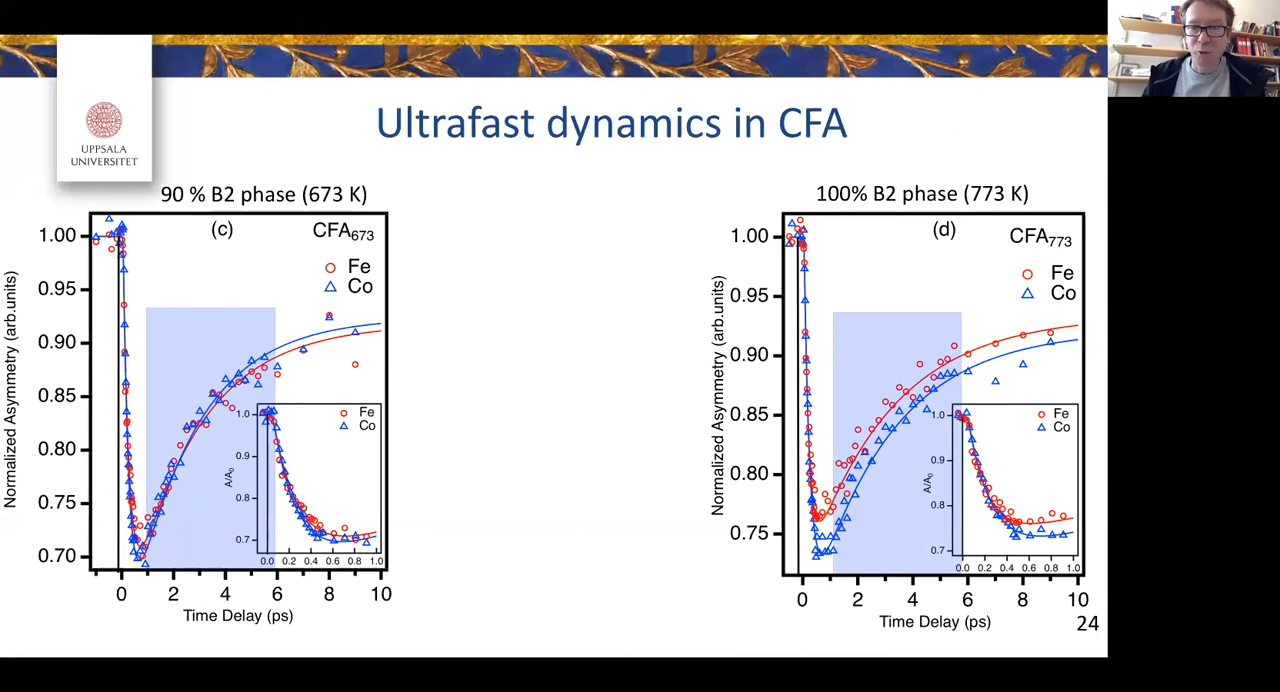 Ultrafast dynamics in CFA
UPPSALA
UNIVERSITET
90 % B2 phase (673 K)
(c)
CFA673
Fe
Co
Normalized Asymmetry (arb.units)
1.00
0.95
0.90
0.85
0.80
0.75
0.70
0 2 4 6 8 10
Time Delay (ps)
Fe
Co
A/A0
1.0
0.9
0.8
0.7
0.0 0.2 0.4 0.6 0.8 1.0
100% B2 phase (773 K)
(d)
CFA773
Fe
Co
Normalized Asymmetry (arb.units)
1.00
0.95
0.90
0.85
0.80
0.75
0 2 4 6 8 10
Time Delay (ps)
Fe
Co
A/A0
1.0
0.9
0.8
0.7
0.0 0.2 0.4 0.6 0.8 1.0
24